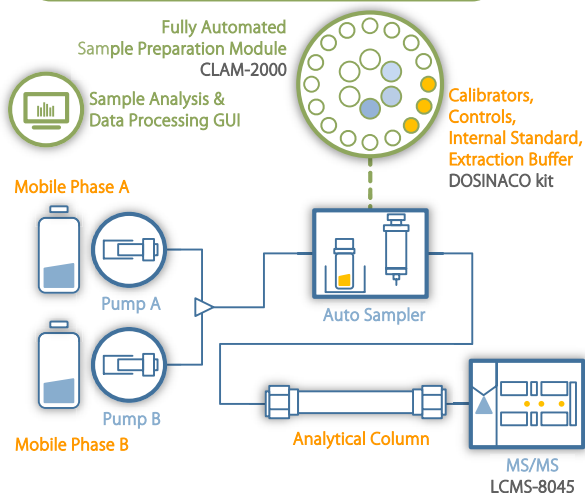 Fully Automated
Sample Preparation Module
CLAM-2000
Sample Analysis &
Data Processing GUI
Calibrators,
Controls,
Internal Standard,
Extraction Buffer
DOSINACO kit
Mobile Phase A
Pump A
Auto Sampler
Pump B
Mobile Phase B
Analytical Column
MS/MS
LCMS-8045